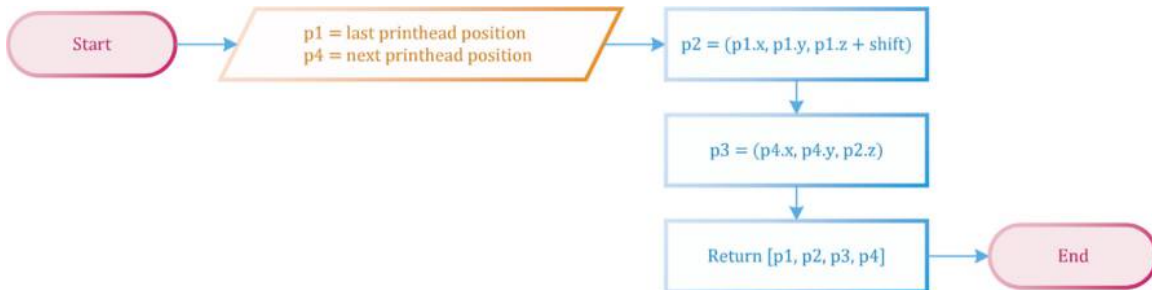 Start
p1 = last printhead position
p4 = next printhead position
p2 = (p1.x, p1.y, p1.z + shift)
p3 = (p4.x, p4.y, p2.z)
Return [p1, p2, p3, p4]
End